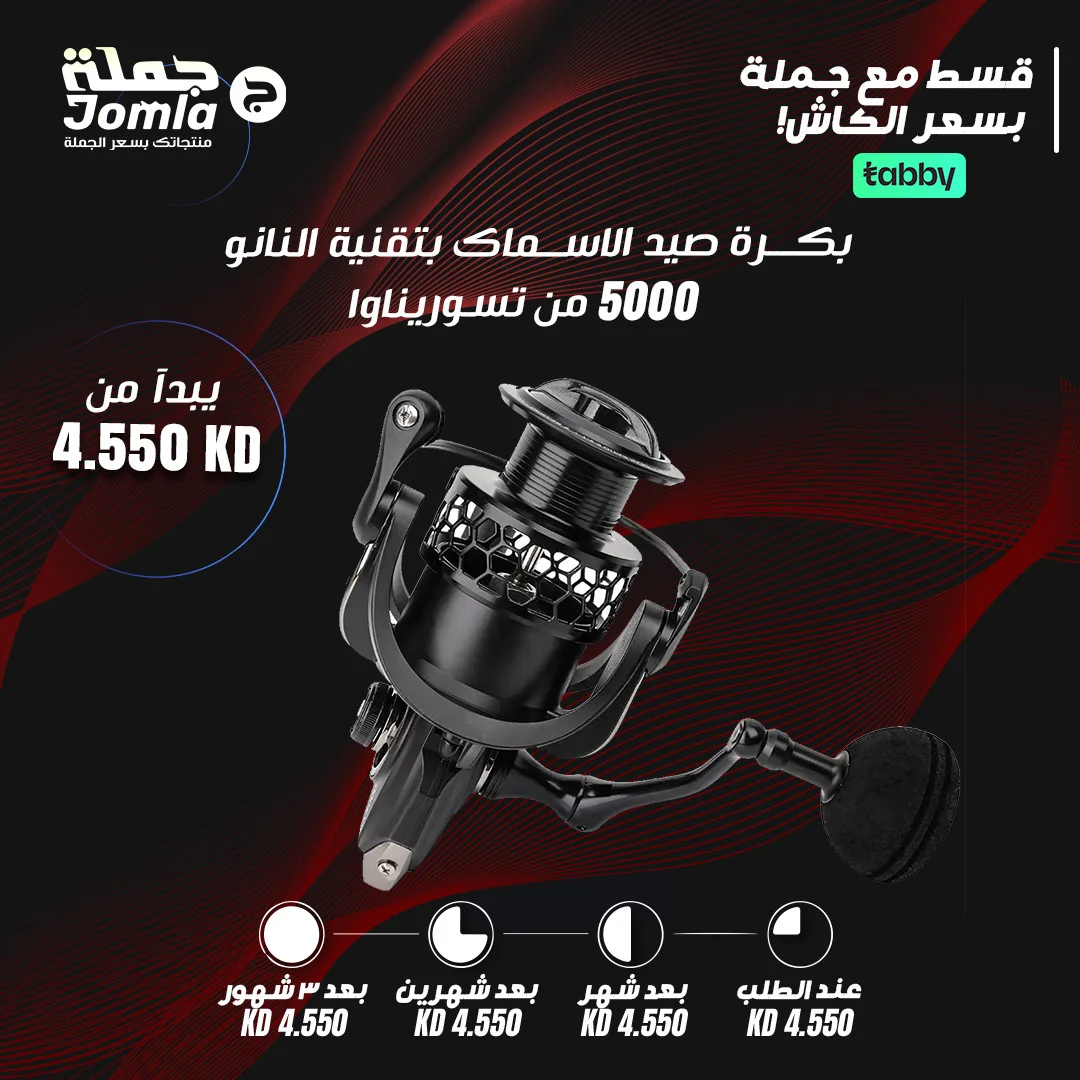 قسط مع جملة
بسعر الكاش!
tabby
جملة
Jomla
منتجاتك بسعر الجملة
بكرة صيد الاسماك بتقنية النانو
5000 من تسوريناوا
يبدآ من
4.550 KD
عند الطلب
KD 4.550
بعد شهر
KD 4.550
بعد شهرين
KD 4.550
بعد ٣ شهور
KD 4.550